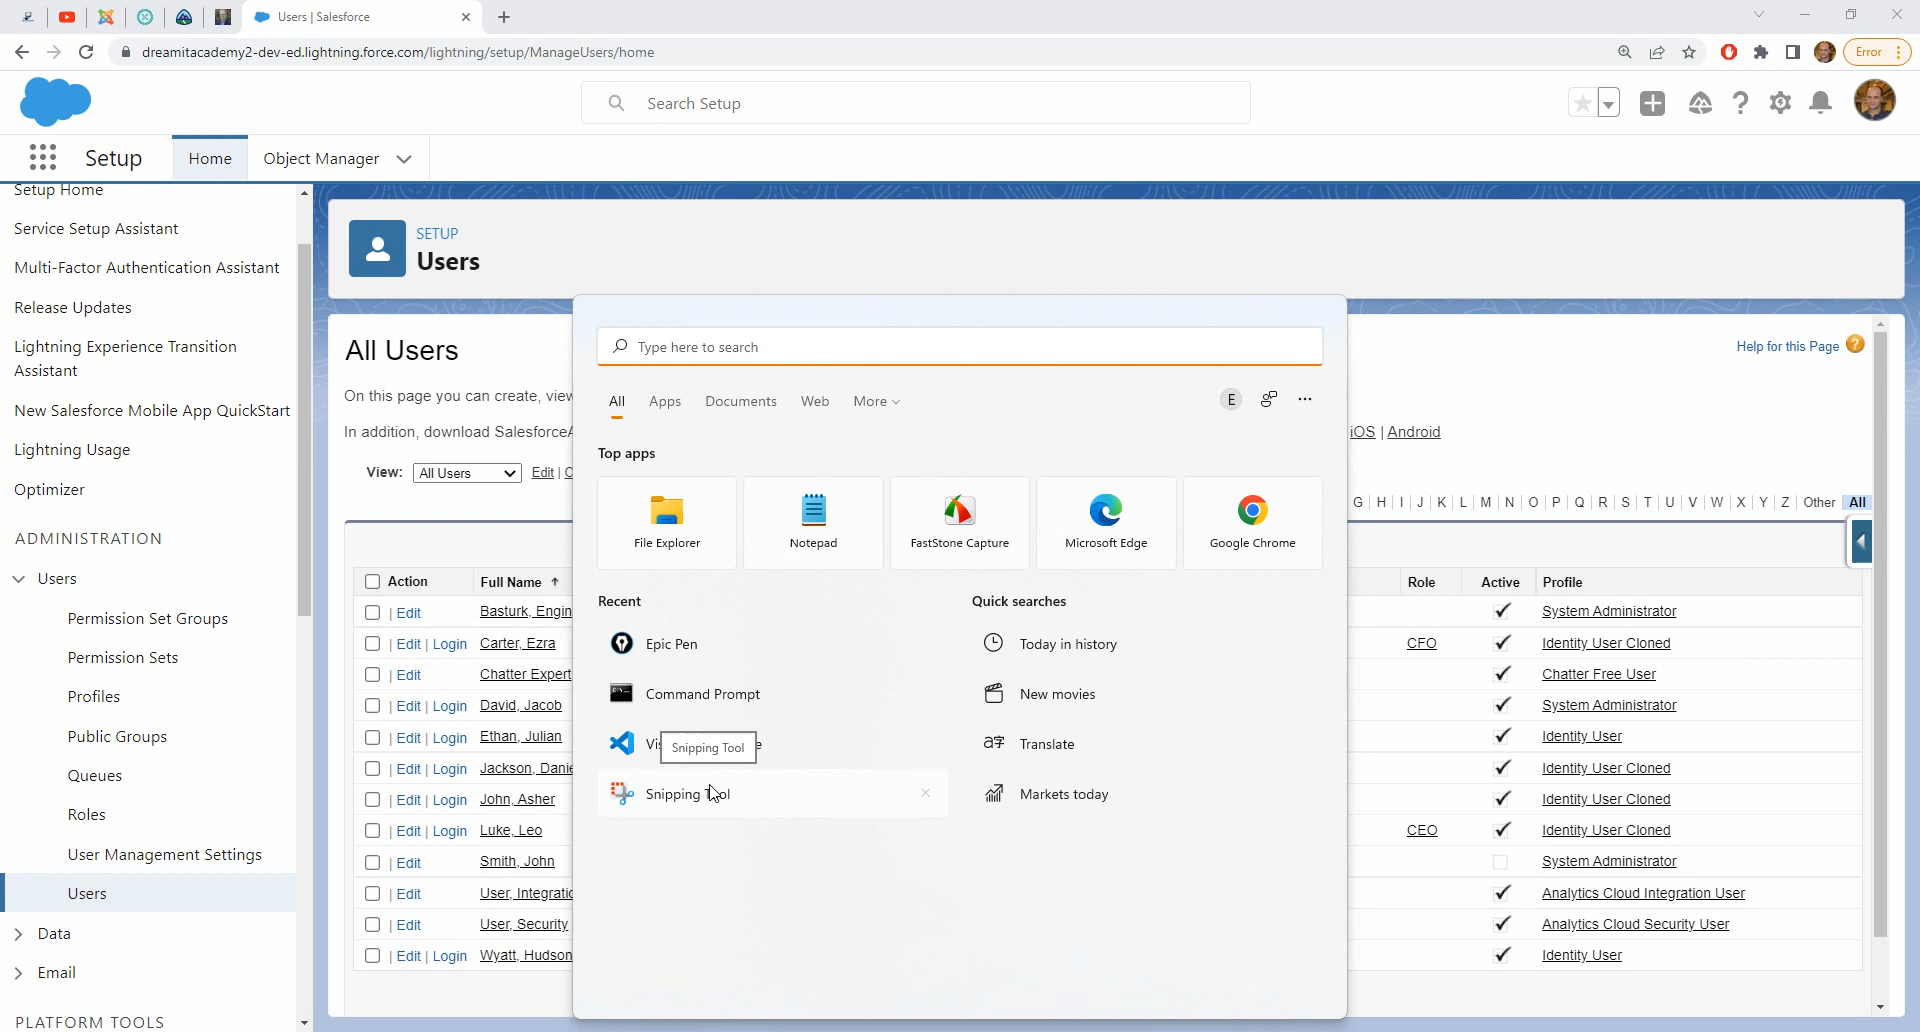 Users | Salesforce
dreamitacademy2-dev-ed.lightning.force.com/lightning/setup/ManageUsers/home
Error
Search Setup
Setup
Home
Object Manager
Setup Home
Service Setup Assistant
Multi-Factor Authentication Assistant
Release Updates
Lightning Experience Transition
Assistant
New Salesforce Mobile App QuickStart
Lightning Usage
Optimizer
ADMINISTRATION
Users
Permission Set Groups
Permission Sets
Profiles
Public Groups
Queues
Roles
User Management Settings
Users
Data
Email
PLATFORM TOOLS
SETUP
Users
All Users
Help for this Page
On this page you can create, view
In addition, download SalesforceA
iOS | Android
View: All Users Edit | C
G H I J K L M N O P Q R S T U V W X Y Z Other All
Action Full Name Role Active Profile
Edit Basturk, Engin System Administrator
Edit | Login Carter, Ezra CFO Identity User Cloned
Edit Chatter Expert Chatter Free User
Edit | Login David, Jacob System Administrator
Edit | Login Ethan, Julian Identity User
Edit | Login Jackson, Danie Identity User Cloned
Edit | Login John, Asher Identity User Cloned
Edit | Login Luke, Leo CEO Identity User Cloned
Edit Smith, John System Administrator
Edit User, Integratio Analytics Cloud Integration User
Edit User, Security Analytics Cloud Security User
Edit | Login Wyatt, Hudson Identity User
Type here to search
All Apps Documents Web More
E
Top apps
File Explorer
Notepad
FastStone Capture
Microsoft Edge
Google Chrome
Recent
Epic Pen
Command Prompt
Snipping Tool
Snipping Tool
Quick searches
Today in history
New movies
Translate
Markets today